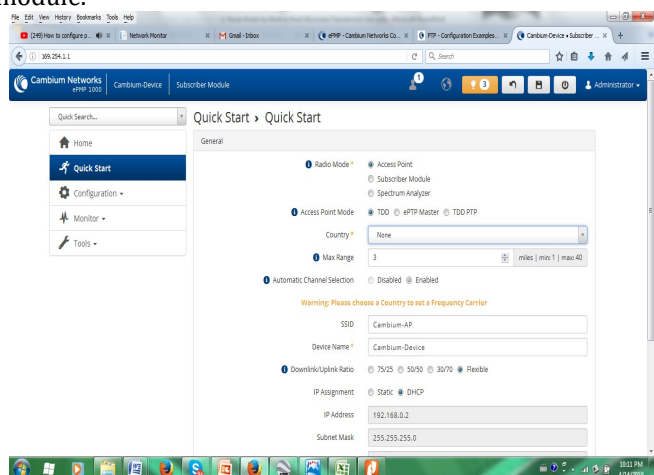 module.
File Edit View History Bookmarks Tools Help
(249) How to configure p...
Network Monitor
Gmail - Inbox
ePMP - Cambium Networks Co...
PTP - Configuration Examples...
Cambium-Device • Subscriber ...
169.254.1.1
Search
Cambium Networks
ePMP 1000
Cambium-Device
Subscriber Module
1
3
Administrator
Quick Search...
Quick Start › Quick Start
Home
Quick Start
Configuration
Monitor
Tools
General
Radio Mode *
Access Point
Subscriber Module
Spectrum Analyzer
Access Point Mode
TDD ePTP Master TDD PTP
Country *
None
Max Range
3
miles | min: 1 | max: 40
Automatic Channel Selection
Disabled Enabled
Warning: Please choose a Country to set a Frequency Carrier
SSID
Cambium-AP
Device Name *
Cambium-Device
Downlink/Uplink Ratio
75/25 50/50 30/70 Flexible
IP Assignment
Static DHCP
IP Address
192.168.0.2
Subnet Mask
255.255.255.0
10:11 PM